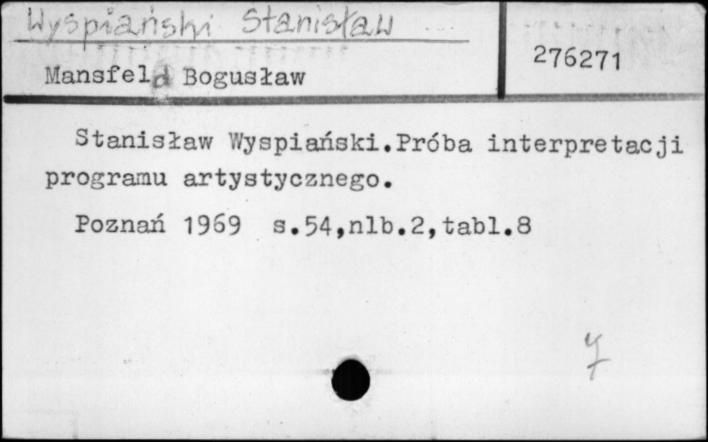 Wyspiański Stanisław
276271
Mansfeld Bogusław
Stanisław Wyspiański.Próba interpretacji
programu artystycznego.
Poznań 1969 s.54,nlb.2,tabl.8